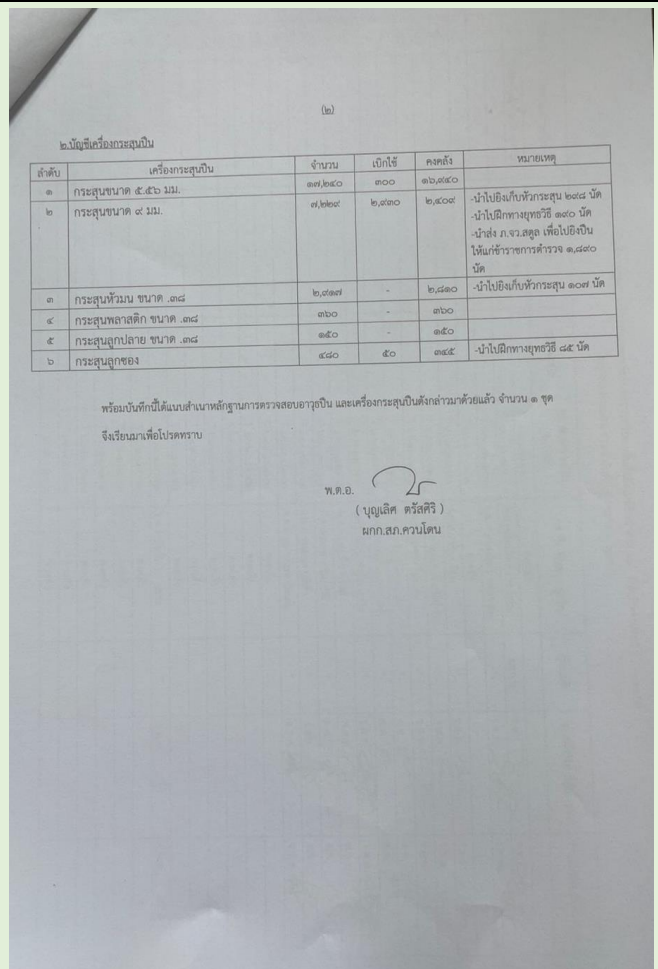 (๒)
๒.บัญชีเครื่องกระสุนปืน
ลำดับ เครื่องกระสุนปืน จำนวน เบิกใช้ คงคลัง หมายเหตุ
๑ กระสุนขนาด ๕.๕๖ มม. ๑๗,๒๔๐ ๓๐๐ ๑๖,๙๔๐
๒ กระสุนขนาด ๙ มม. ๗,๒๒๙ ๒,๙๓๐ ๒,๔๐๙ -นำไปยิงเก็บหัวกระสุน ๒๙๘ นัด
-นำไปฝึกทางยุทธวิธี ๑๙๐ นัด
-นำส่ง ภ.จว.สตูล เพื่อไปยิงปืน
ให้แก่ข้าราชการตำรวจ ๑,๘๙๐
นัด
๓ กระสุนหัวมน ขนาด .๓๘ ๒,๙๑๗ - ๒,๘๑๐ -นำไปยิงเก็บหัวกระสุน ๑๐๗ นัด
๔ กระสุนพลาสติก ขนาด .๓๘ ๓๖๐ - ๓๖๐
๕ กระสุนลูกปลาย ขนาด .๓๘ ๑๕๐ - ๑๕๐
๖ กระสุนลูกซอง ๔๘๐ ๕๐ ๓๔๕ -นำไปฝึกทางยุทธวิธี ๘๕ นัด
พร้อมบันทึกนี้ได้แนบสำเนาหลักฐานการตรวจสอบอาวุธปืน และเครื่องกระสุนปืนดังกล่าวมาด้วยแล้ว จำนวน ๑ ชุด
จึงเรียนมาเพื่อโปรดทราบ
พ.ต.อ.
( บุญเลิศ ตรัสศิริ )
ผกก.สภ.ควนโดน